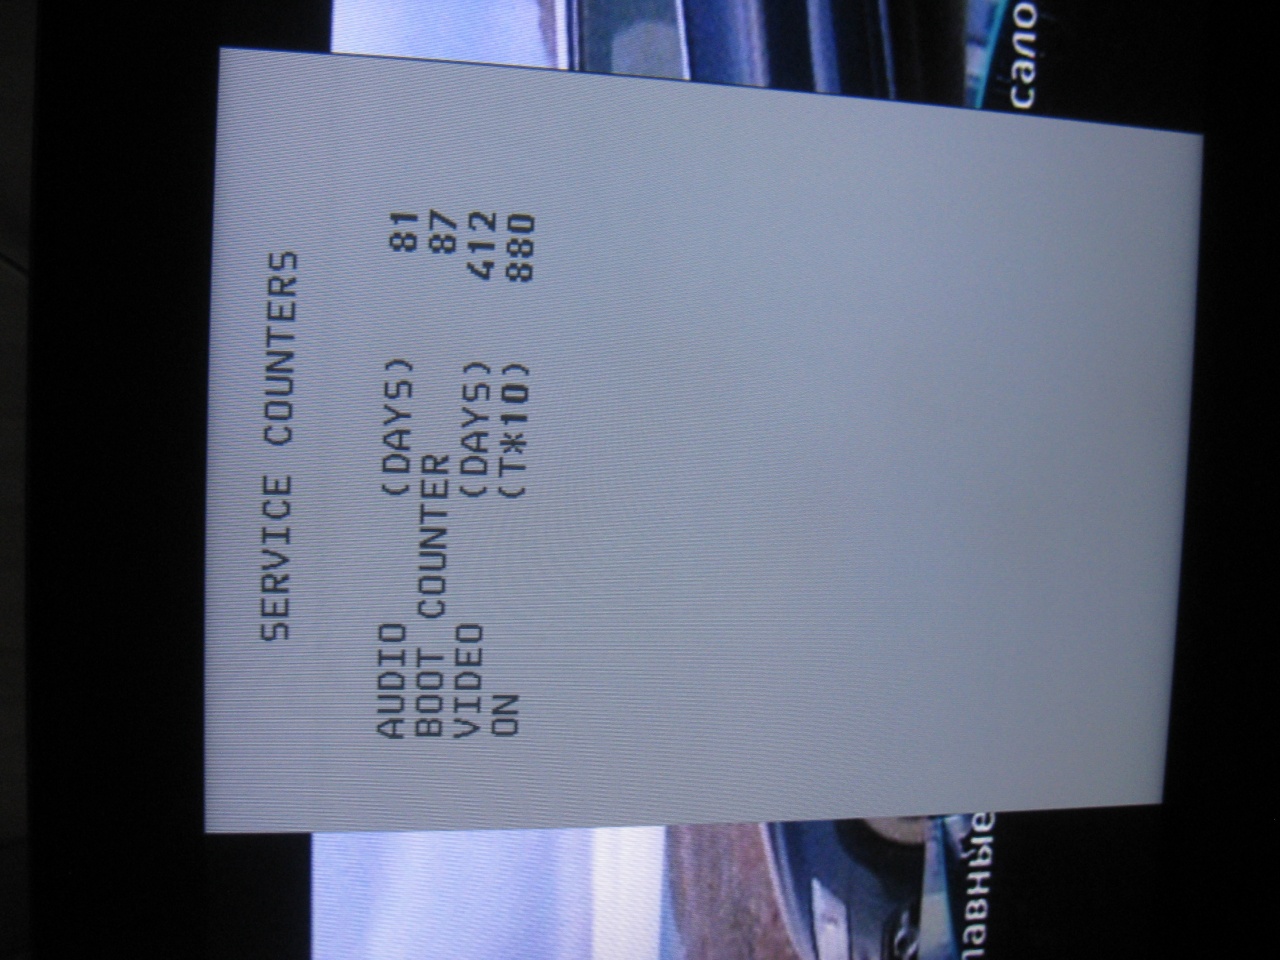 SERVICE COUNTERS
AUDIO (DAYS) 81
BOOT COUNTER 87
VIDEO (DAYS) 412
ON (T*10) 880
главные сало